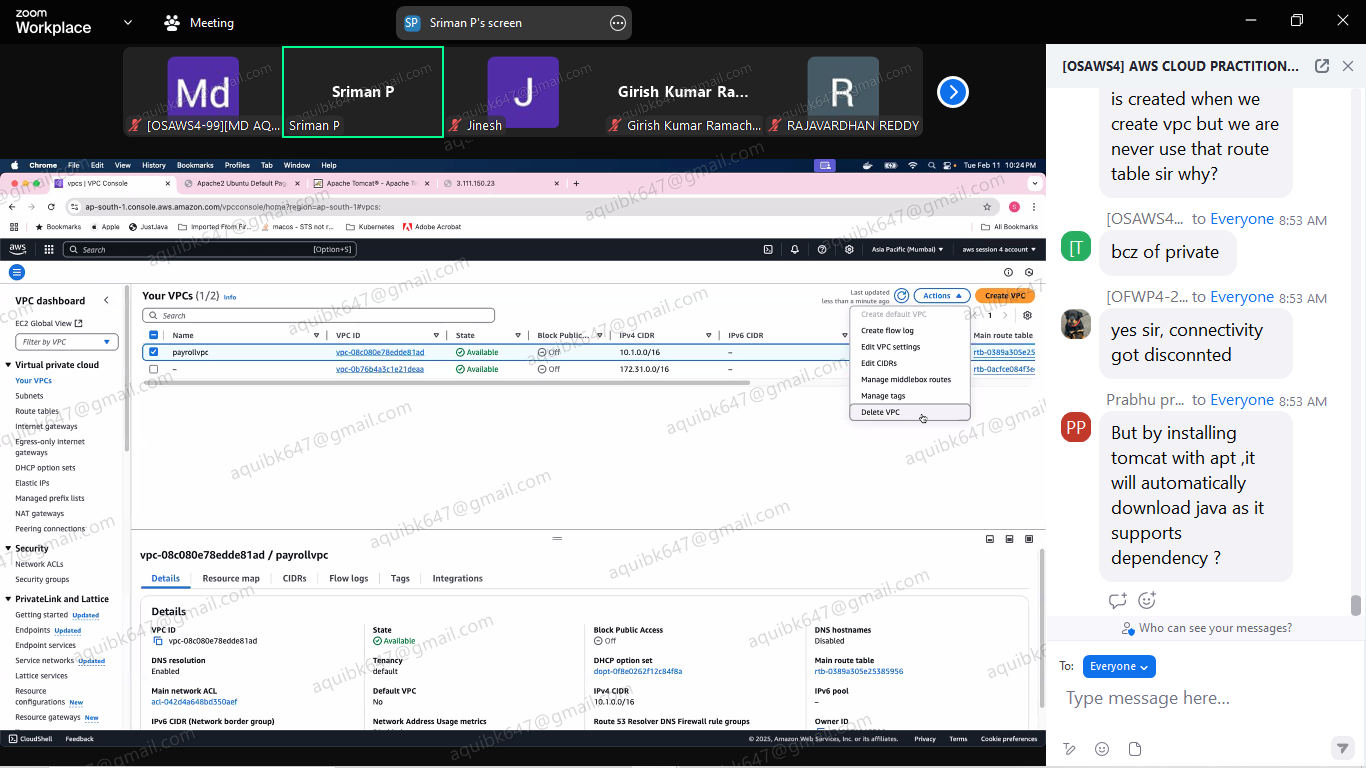 zoom
Workplace
Meeting
SP
Sriman P's screen
Md
[OSAWS4-99][MD AQ...
Sriman P
Sriman P
J
Jinesh
Girish Kumar Ra...
Girish Kumar Ramach...
R
RAJAVARDHAN REDDY
Chrome File Edit View History Bookmarks Profiles Tab Window Help
Tue Feb 11 10:24 PM
vpcs | VPC Console
Apache2 Ubuntu Default Pag
Apache Tomcat® - Apache To
3.111.150.23
ap-south-1.console.aws.amazon.com/vpcconsole/home?region=ap-south-1#vpcs:
Bookmarks
Apple
JustJava
Imported From Fir...
macos - STS not r...
Kubernetes
Adobe Acrobat
All Bookmarks
aws
Search
[Option+S]
Asia Pacific (Mumbai)
aws session 4 account
VPC dashboard
EC2 Global View
Filter by VPC
Virtual private cloud
Your VPCs
Subnets
Route tables
Internet gateways
Egress-only internet
gateways
DHCP option sets
Elastic IPs
Managed prefix lists
NAT gateways
Peering connections
Security
Network ACLs
Security groups
PrivateLink and Lattice
Getting started Updated
Endpoints Updated
Endpoint services
Service networks Updated
Lattice services
Resource
configurations New
Resource gateways New
Your VPCs (1/2) Info
Last updated
less than a minute ago
Actions
Create VPC
Search
1
Name
VPC ID
State
Block Public...
IPv4 CIDR
IPv6 CIDR
Main route table
payrollvpc
vpc-08c080e78edde81ad
Available
Off
10.1.0.0/16
–
rtb-0389a305e25
–
vpc-0b76b4a3c1e21deaa
Available
Off
172.31.0.0/16
–
rtb-0acfce084f3e
Create default VPC
Create flow log
Edit VPC settings
Edit CIDRs
Manage middlebox routes
Manage tags
Delete VPC
vpc-08c080e78edde81ad / payrollvpc
Details
Resource map
CIDRs
Flow logs
Tags
Integrations
Details
VPC ID
vpc-08c080e78edde81ad
State
Available
Block Public Access
Off
DNS hostnames
Disabled
DNS resolution
Enabled
Tenancy
default
DHCP option set
dopt-0f8e0262f12c84f8a
Main route table
rtb-0389a305e25385956
Main network ACL
acl-042d4a648bd350aef
Default VPC
No
IPv4 CIDR
10.1.0.0/16
IPv6 pool
–
IPv6 CIDR (Network border group)
Network Address Usage metrics
Route 53 Resolver DNS Firewall rule groups
Owner ID
CloudShell
Feedback
© 2025, Amazon Web Services, Inc. or its affiliates.
Privacy
Terms
Cookie preferences
[OSAWS4] AWS CLOUD PRACTITION...
is created when we
create vpc but we are
never use that route
table sir why?
[OSAWS4... to Everyone 8:53 AM
[T
bcz of private
[OFWP4-2... to Everyone 8:53 AM
yes sir, connectivity
got disconnted
Prabhu pr... to Everyone 8:53 AM
PP
But by installing
tomcat with apt ,it
will automatically
download java as it
supports
dependency ?
Who can see your messages?
To: Everyone
Type message here...
aquibk647@gmail.com